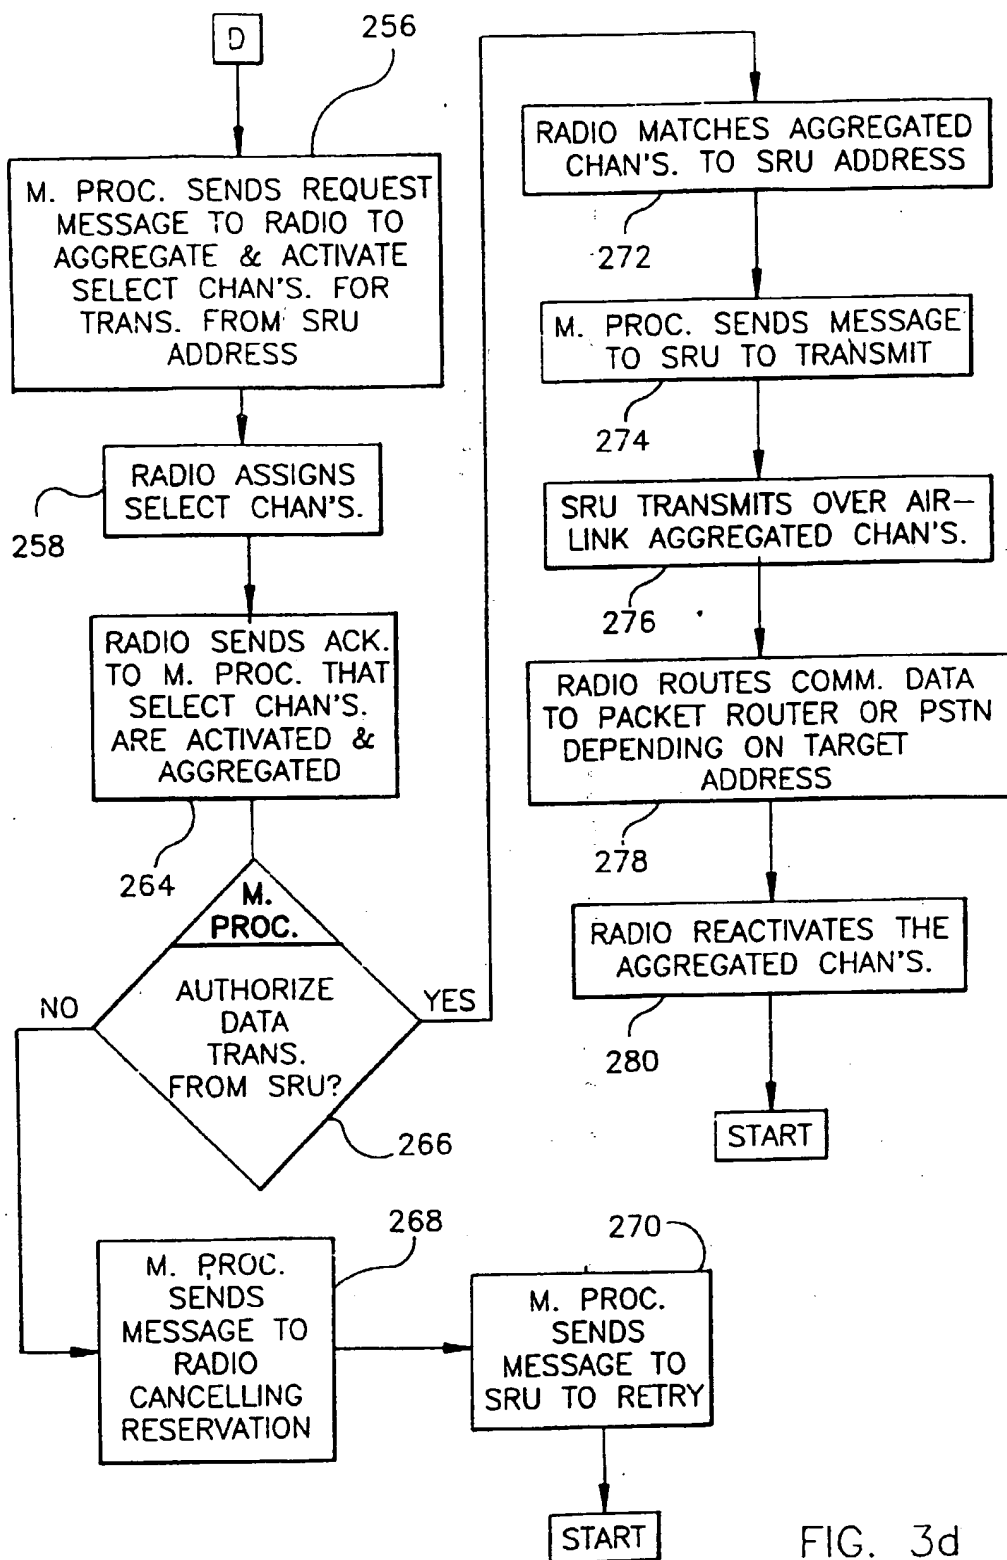 D
256
M. PROC. SENDS REQUEST
MESSAGE TO RADIO TO
AGGREGATE & ACTIVATE
SELECT CHAN'S. FOR
TRANS. FROM SRU
ADDRESS
RADIO ASSIGNS
SELECT CHAN'S.
258
RADIO SENDS ACK.
TO M. PROC. THAT
SELECT CHAN'S.
ARE ACTIVATED &
AGGREGATED
264
M.
PROC.
AUTHORIZE
DATA
TRANS.
FROM SRU?
NO
YES
266
268
M. PROC.
SENDS
MESSAGE TO
RADIO
CANCELLING
RESERVATION
270
M. PROC.
SENDS
MESSAGE TO
SRU TO RETRY
START
RADIO MATCHES AGGREGATED
CHAN'S. TO SRU ADDRESS
272
M. PROC. SENDS MESSAGE
TO SRU TO TRANSMIT
274
SRU TRANSMITS OVER AIR–
LINK AGGREGATED CHAN'S.
276
RADIO ROUTES COMM. DATA
TO PACKET ROUTER OR PSTN
DEPENDING ON TARGET
ADDRESS
278
RADIO REACTIVATES THE
AGGREGATED CHAN'S.
280
START
FIG. 3d